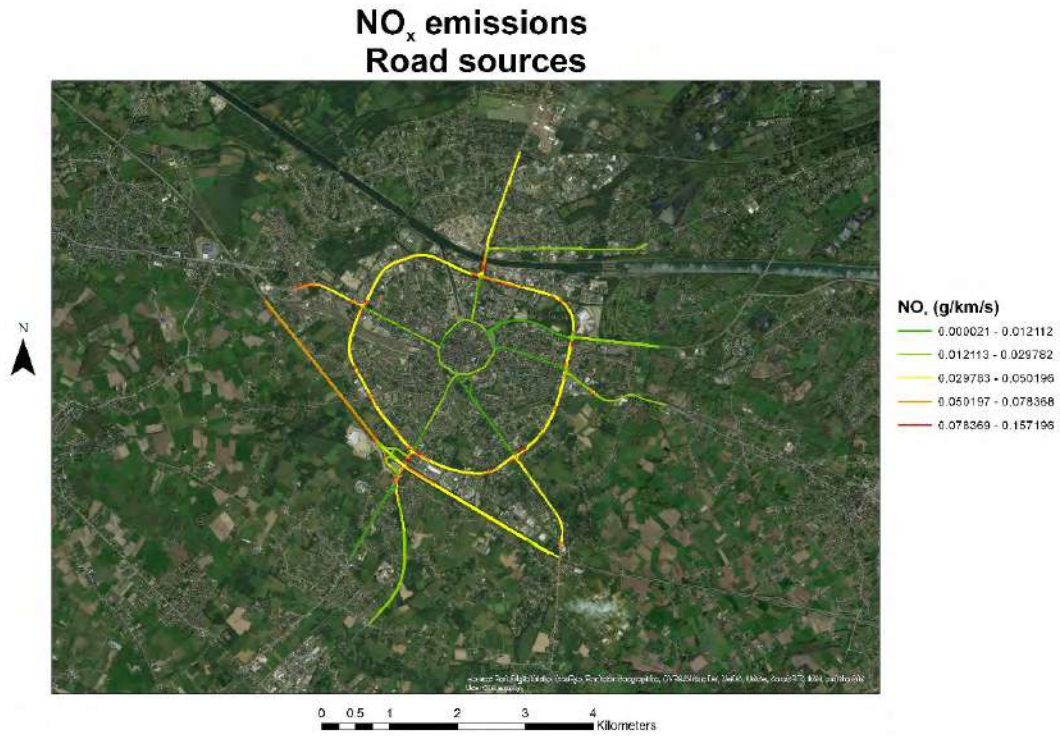 NOx emissions
Road sources
N
NOx (g/km/s)
0.000021 - 0.012112
0.012113 - 0.029782
0.029783 - 0.050196
0.050197 - 0.078368
0.078369 - 0.157196
0 0.5 1 2 3 4
Kilometers